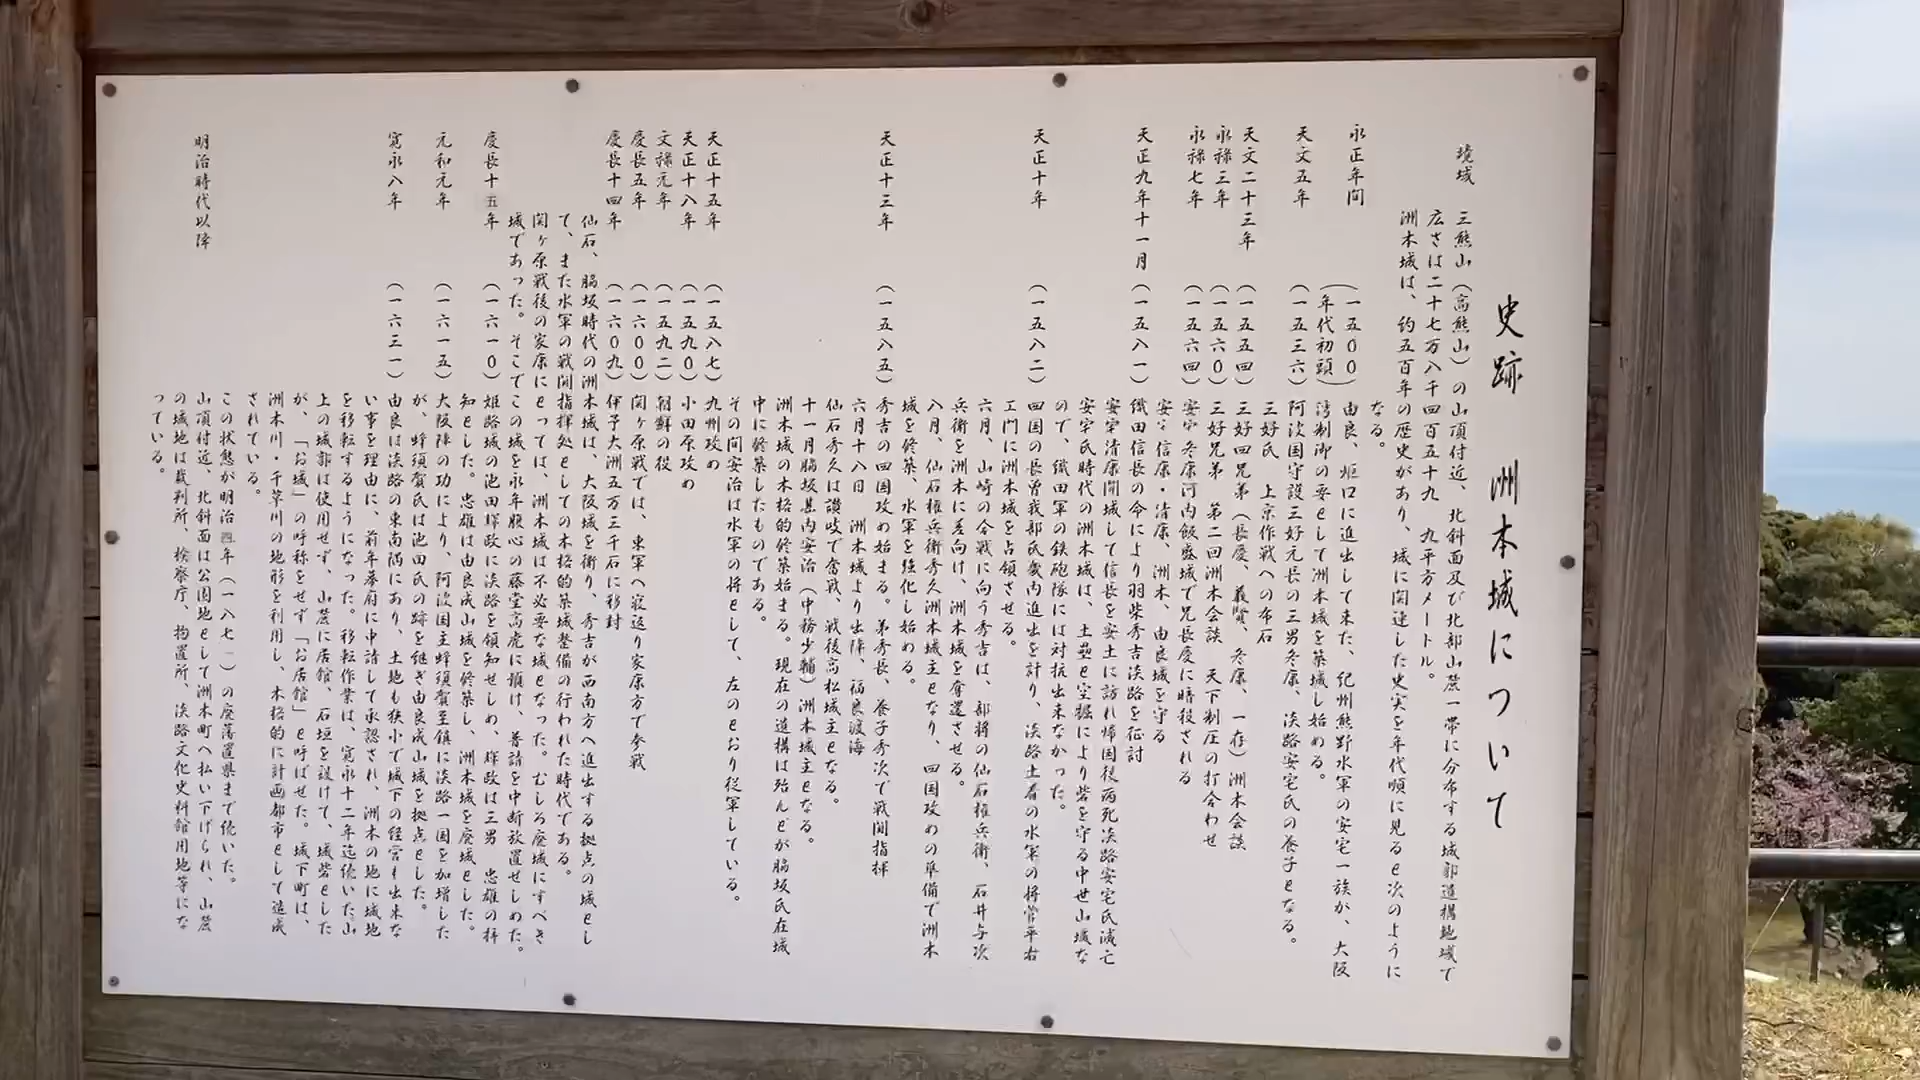 史跡 洲本城について
境域 三熊山（高熊山）の山頂付近、北斜面及び北部山麓一帯に分布する城郭遺構地域で
広さは二十七万八千四百五十九 九平方メートル。
洲本城は、約五百年の歴史があり、城に関連した史実を年代順に見ると次のように
なる。
永正年間（一五〇〇 由良、炬口に進出して来た、紀州熊野水軍の安宅一族が、大阪
（年代初頭）湾制御の要として洲本城を築城し始める。
天文五年（一五三六）阿波国守護三好元長の三男冬康、淡路安宅氏の養子となる。
三好氏 上京作戦への布石
天文二十三年（一五五四）三好四兄弟（長慶、義賢、冬康、一存）洲本会談
永禄三年（一五六〇）三好兄弟 第二回洲本会談 天下制圧の打合わせ
永禄七年（一五六四）安宅冬康河内飯盛城で兄長慶に暗殺される
安宅信康・清康、洲本、由良城を守る
天正九年十一月（一五八一）織田信長の令により羽柴秀吉淡路を征討
安宅清康開城して信長を安土に訪れ帰国後病死淡路安宅氏滅亡
安宅氏時代の洲本城は、土塁と空掘により砦を守る中世山城な
ので、織田軍の鉄砲隊には対抗出来なかった。
天正十年（一五八二）四国の長曽我部氏畿内進出を計り、淡路土着の水軍の将菅平右
エ門に洲本城を占領させる。
六月、山崎の合戦に向う秀吉は、部将の仙石権兵衛、石井与次
兵衛を洲本に差向け、洲本城を奪還させる。
八月、仙石権兵衛秀久洲本城主となり、四国攻めの準備で洲本
城を修築、水軍を強化し始める。
天正十三年（一五八五）秀吉の四国攻め始まる。弟秀長、養子秀次で戦闘指揮
六月十八日 洲本城より出陣、福良渡海
仙石秀久は讃岐で奮戦、戦後高松城主となる。
十一月脇坂甚内安治（中務少輔）洲本城主となる。
洲本城の本格的修築始まる。現在の遺構は殆んどが脇坂氏在城
中に修築したものである。
その間安治は水軍の将として、左のとおり従軍している。
天正十五年（一五八七）九州攻め
天正十八年（一五九〇）小田原攻め
文禄元年（一五九二）朝鮮の役
慶長五年（一六〇〇）関ヶ原戦では、東軍へ寝返り家康方で参戦
慶長十四年（一六〇九）伊予大洲五万三千石に移封
仙石、脇坂時代の洲本城は、大阪城を衛り、秀吉が西南方へ進出する拠点の城とし
て、また水軍の戦闘指揮処としての本格的築城整備の行われた時代である。
関ヶ原戦後の家康にとっては、洲本城は不必要な城となった。むしろ廃城にすべき
城であった。そこでこの城を永年腹心の藤堂高虎に預け、普請を中断放置せしめた。
慶長十五年（一六一〇）姫路城の池田輝政に淡路を領知せしめ、輝政は三男 忠雄の拝
知とした。忠雄は由良成山城を修築し、洲本城を廃城とした。
元和元年（一六一五）大阪陣の功により、阿波国主蜂須賀至鎮に淡路一国を加増した
が、蜂須賀氏は池田氏の跡を継ぎ由良成山城を拠点とした。
寛永八年（一六三一）由良は淡路の東南隅にあり、土地も狭小で城下の経営も出来な
い事を理由に、前年幕府に申請して承認され、洲本の地に城地
を移転するようになった。移転作業は、寛永十二年迄続いた。山
上の城郭は使用せず、山麓に居館、石垣を設けて、城砦とした
が、「お城」の呼称をせず「お居館」と呼ばせた。城下町は、
洲本川・千草川の地形を利用し、本格的に計画都市として造成
されている。
この状態が明治四年（一八七一）の廃藩置県まで続いた。
明治時代以降 山頂付近、北斜面は公園地として洲本町へ払い下げられ、山麓
の城地は裁判所、検察庁、拘置所、淡路文化史料館用地等にな
っている。